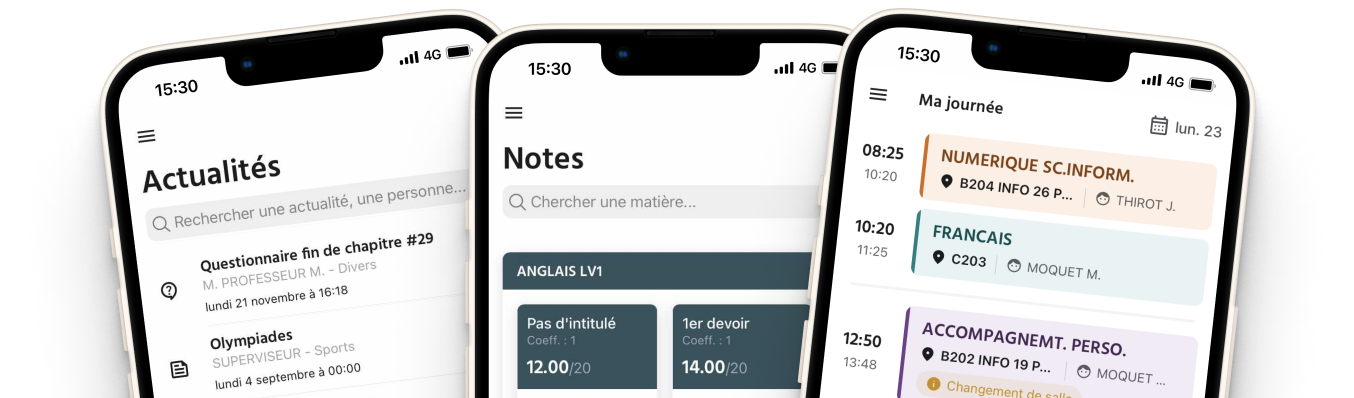 15:30
4G
Actualités
Rechercher une actualité, une personne...
Questionnaire fin de chapitre #29
M. PROFESSEUR M. - Divers
lundi 21 novembre à 16:18
Olympiades
SUPERVISEUR - Sports
lundi 4 septembre à 00:00
15:30
4G
Notes
Chercher une matière...
ANGLAIS LV1
Pas d'intitulé
Coeff. : 1
12.00/20
1er devoir
Coeff. : 1
14.00/20
15:30
4G
Ma journée
lun. 23
08:25
10:20
NUMERIQUE SC.INFORM.
B204 INFO 26 P...
THIROT J.
10:20
11:25
FRANCAIS
C203
MOQUET M.
12:50
13:48
ACCOMPAGNEMT. PERSO.
B202 INFO 19 P...
MOQUET ...
Changement de salle